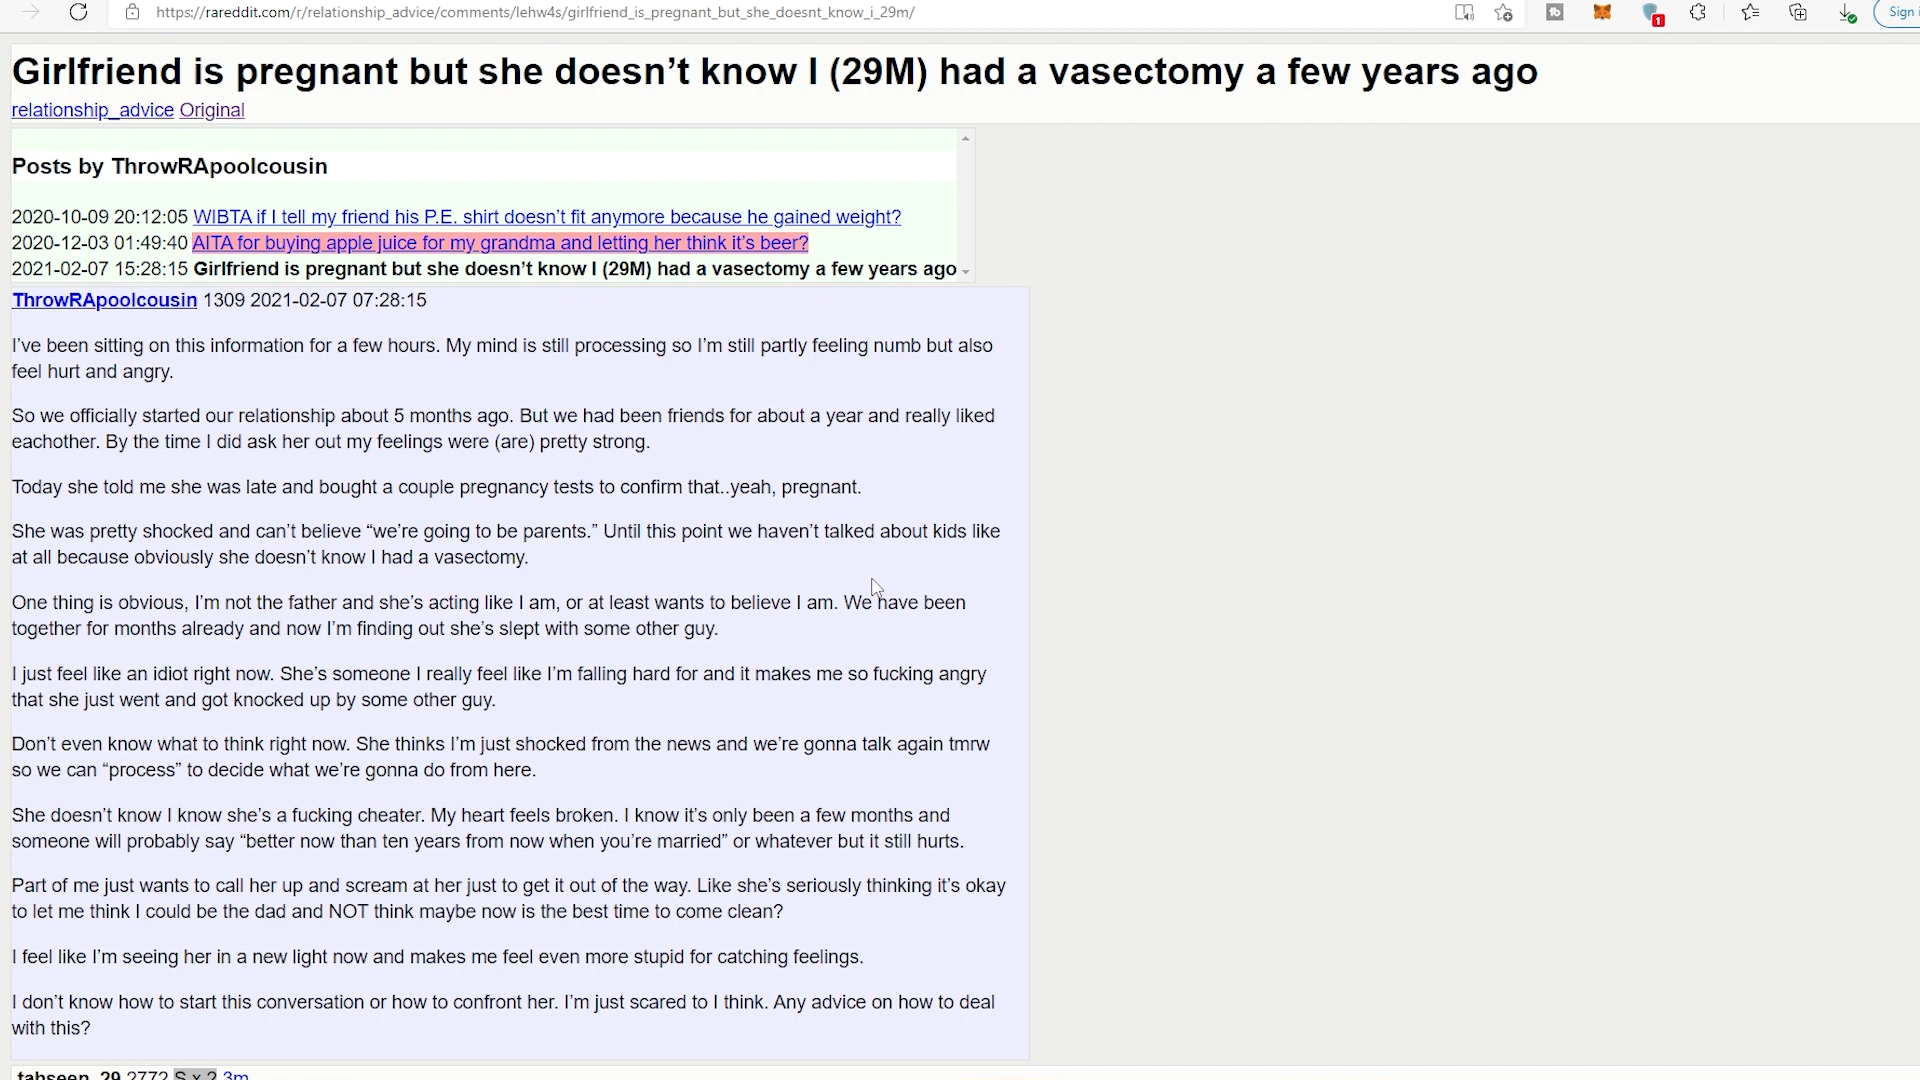 https://rareddit.com/r/relationship_advice/comments/lehw4s/girlfriend_is_pregnant_but_she_doesnt_know_i_29m/
1
Sign i
Girlfriend is pregnant but she doesn’t know I (29M) had a vasectomy a few years ago
relationship_advice Original
Posts by ThrowRApoolcousin
2020-10-09 20:12:05 WIBTA if I tell my friend his P.E. shirt doesn’t fit anymore because he gained weight?
2020-12-03 01:49:40 AITA for buying apple juice for my grandma and letting her think it’s beer?
2021-02-07 15:28:15 Girlfriend is pregnant but she doesn’t know I (29M) had a vasectomy a few years ago
ThrowRApoolcousin 1309 2021-02-07 07:28:15
I’ve been sitting on this information for a few hours. My mind is still processing so I’m still partly feeling numb but also
feel hurt and angry.
So we officially started our relationship about 5 months ago. But we had been friends for about a year and really liked
eachother. By the time I did ask her out my feelings were (are) pretty strong.
Today she told me she was late and bought a couple pregnancy tests to confirm that..yeah, pregnant.
She was pretty shocked and can’t believe “we’re going to be parents.” Until this point we haven’t talked about kids like
at all because obviously she doesn’t know I had a vasectomy.
One thing is obvious, I’m not the father and she’s acting like I am, or at least wants to believe I am. We have been
together for months already and now I’m finding out she’s slept with some other guy.
I just feel like an idiot right now. She’s someone I really feel like I’m falling hard for and it makes me so fucking angry
that she just went and got knocked up by some other guy.
Don’t even know what to think right now. She thinks I’m just shocked from the news and we’re gonna talk again tmrw
so we can “process” to decide what we’re gonna do from here.
She doesn’t know I know she’s a fucking cheater. My heart feels broken. I know it’s only been a few months and
someone will probably say “better now than ten years from now when you’re married” or whatever but it still hurts.
Part of me just wants to call her up and scream at her just to get it out of the way. Like she’s seriously thinking it’s okay
to let me think I could be the dad and NOT think maybe now is the best time to come clean?
I feel like I’m seeing her in a new light now and makes me feel even more stupid for catching feelings.
I don’t know how to start this conversation or how to confront her. I’m just scared to I think. Any advice on how to deal
with this?
tahseen_29 2772 S x 2 3m